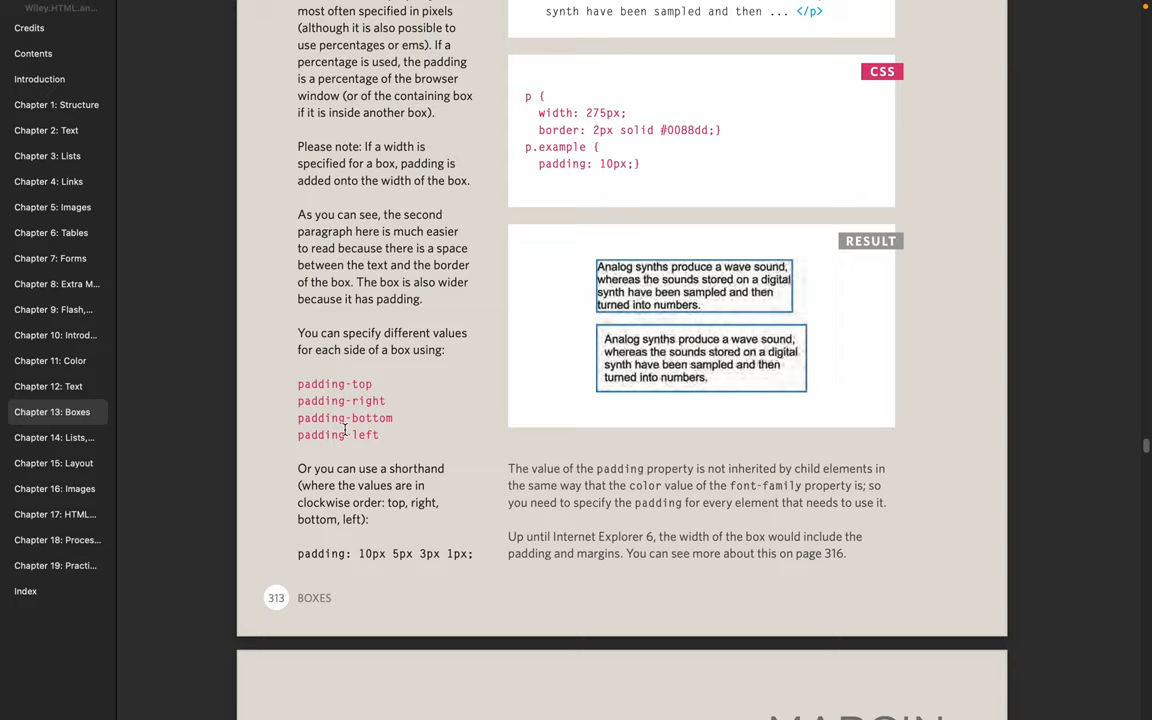 Wiley.HTML.an...
Credits
Contents
Introduction
Chapter 1: Structure
Chapter 2: Text
Chapter 3: Lists
Chapter 4: Links
Chapter 5: Images
Chapter 6: Tables
Chapter 7: Forms
Chapter 8: Extra M...
Chapter 9: Flash,...
Chapter 10: Introd...
Chapter 11: Color
Chapter 12: Text
Chapter 13: Boxes
Chapter 14: Lists,...
Chapter 15: Layout
Chapter 16: Images
Chapter 17: HTML...
Chapter 18: Proces...
Chapter 19: Practi...
Index
most often specified in pixels
(although it is also possible to
use percentages or ems). If a
percentage is used, the padding
is a percentage of the browser
window (or of the containing box
if it is inside another box).
Please note: If a width is
specified for a box, padding is
added onto the width of the box.
As you can see, the second
paragraph here is much easier
to read because there is a space
between the text and the border
of the box. The box is also wider
because it has padding.
You can specify different values
for each side of a box using:
padding-top
padding-right
padding-bottom
padding-left
Or you can use a shorthand
(where the values are in
clockwise order: top, right,
bottom, left):
padding: 10px 5px 3px 1px;
synth have been sampled and then ... </p>
CSS
p {
width: 275px;
border: 2px solid #0088dd;}
p.example {
padding: 10px;}
RESULT
Analog synths produce a wave sound,
whereas the sounds stored on a digital
synth have been sampled and then
turned into numbers.
Analog synths produce a wave sound,
whereas the sounds stored on a digital
synth have been sampled and then
turned into numbers.
The value of the padding property is not inherited by child elements in
the same way that the color value of the font-family property is; so
you need to specify the padding for every element that needs to use it.
Up until Internet Explorer 6, the width of the box would include the
padding and margins. You can see more about this on page 316.
313 BOXES
MARGIN